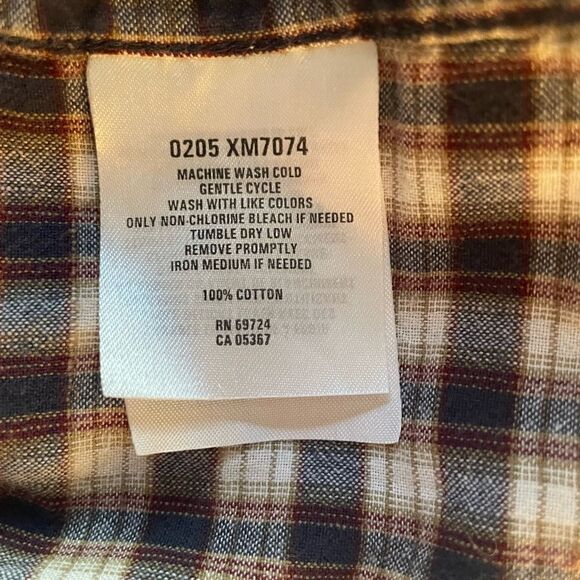 0205 XM7074
MACHINE WASH COLD
GENTLE CYCLE
WASH WITH LIKE COLORS
ONLY NON-CHLORINE BLEACH IF NEEDED
TUMBLE DRY LOW
REMOVE PROMPTLY
IRON MEDIUM IF NEEDED
100% COTTON
RN 69724
CA 05367